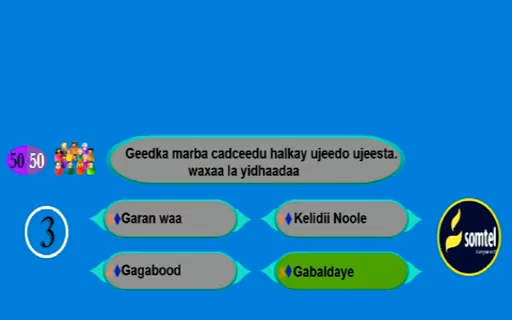 Geedka marba cadceedu halkay ujeedo ujeesta.
waxaa la yidhaadaa
50 50
Garan waa
Kelidii Noole
3
somtel
Gagabood
Gabaldaye